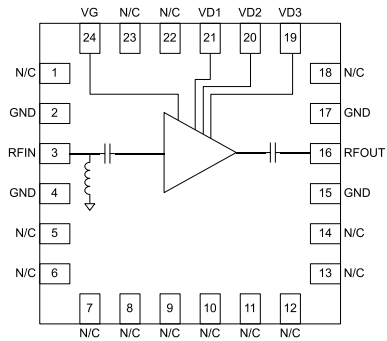 VG N/C N/C VD1 VD2 VD3
24 23 22 21 20 19
N/C 1 18 N/C
GND 2 17 GND
RFIN 3 16 RFOUT
GND 4 15 GND
N/C 5 14 N/C
N/C 6 13 N/C
7 8 9 10 11 12
N/C N/C N/C N/C N/C N/C